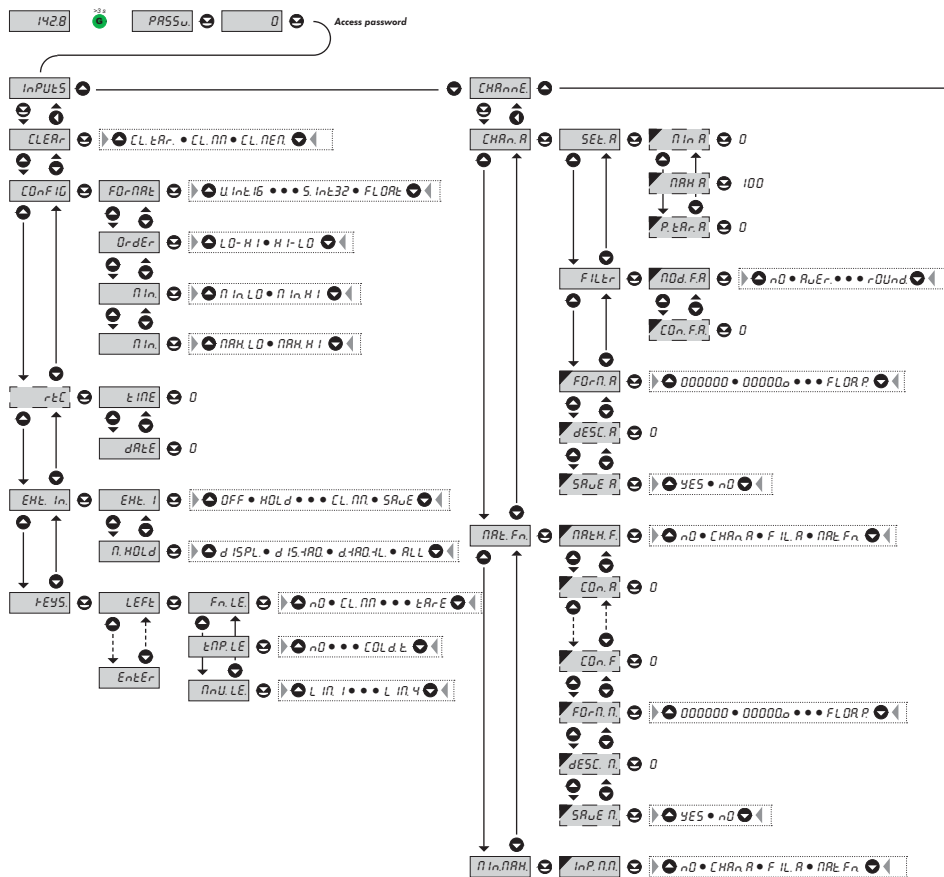 142.8 >3 s G PASSw. 0 Access password
InPUtS
CLEAr CL. tAr. • CL. MM • CL. MEM.
COnFIG FOrMAt U. Int16 • • • S. Int32 • FLOAt
OrdEr LO-HI • HI-LO
MIn. MIn.LO • MIn.HI
MIn. MAX.LO • MAX.HI
rtC tIME 0
dAtE 0
EXt. In. EXt. 1 OFF • HOLd • • • CL. MM • SAvE
M. HOLd dISPL. • dIS.+AO. • d.+AO.+L. • ALL
KEYS. LEFt Fn. LE. nO • CL. MM • • • tArE
tMP. LE nO • • • COLd. t.
MnU. LE. LIM. 1 • • • LIM. 4
EntEr
CHAnnE.
CHAn. A SEt. A MIn A 0
MAX A 100
P. tAr. A 0
FILtr MOd. F.A nO • AvEr. • • • rOUnd.
COn. F.A. 0
FOrM. A 000000 • 00000.0 • • • FLOA.P.
dESC. A 0
SAvE A YES • nO
MAt. Fn. MAtH. F. nO • CHAn. A • FIL. A • MAt. Fn.
COn. A 0
COn. F 0
FOrM. M. 000000 • 00000.0 • • • FLOA.P.
dESC. M. 0
SAvE M. YES • nO
MIn.MAX. InP. M.M. nO • CHAn. A • FIL. A • MAt. Fn.